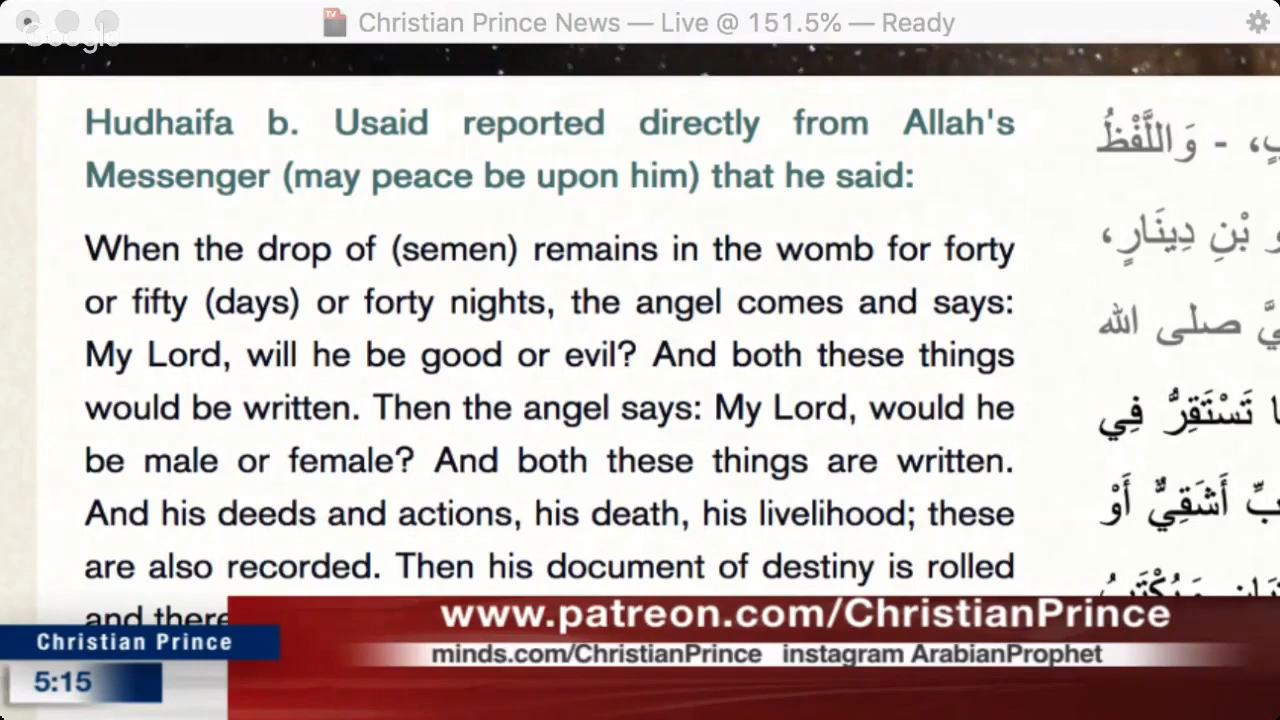 Christian Prince News — Live @ 151.5% — Ready
Google
Hudhaifa b. Usaid reported directly from Allah's
Messenger (may peace be upon him) that he said:
When the drop of (semen) remains in the womb for forty
or fifty (days) or forty nights, the angel comes and says:
My Lord, will he be good or evil? And both these things
would be written. Then the angel says: My Lord, would he
be male or female? And both these things are written.
And his deeds and actions, his death, his livelihood; these
are also recorded. Then his document of destiny is rolled
and there
، - وَاللَّفْظُ
بْنِ دِينَارٍ،
صلى الله
تَسْتَقِرُّ فِي
أَشَقِيٌّ أَوْ
www.patreon.com/ChristianPrince
minds.com/ChristianPrince instagram ArabianProphet
Christian Prince
5:15